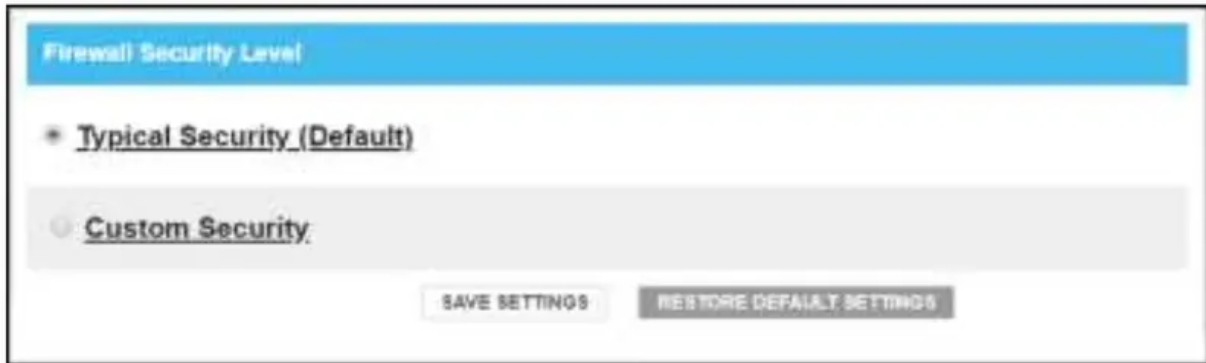 Firewall Security Level
Typical Security (Default)
Custom Security
SAVE SETTINGS
RESTORE DEFAULT SETTINGS